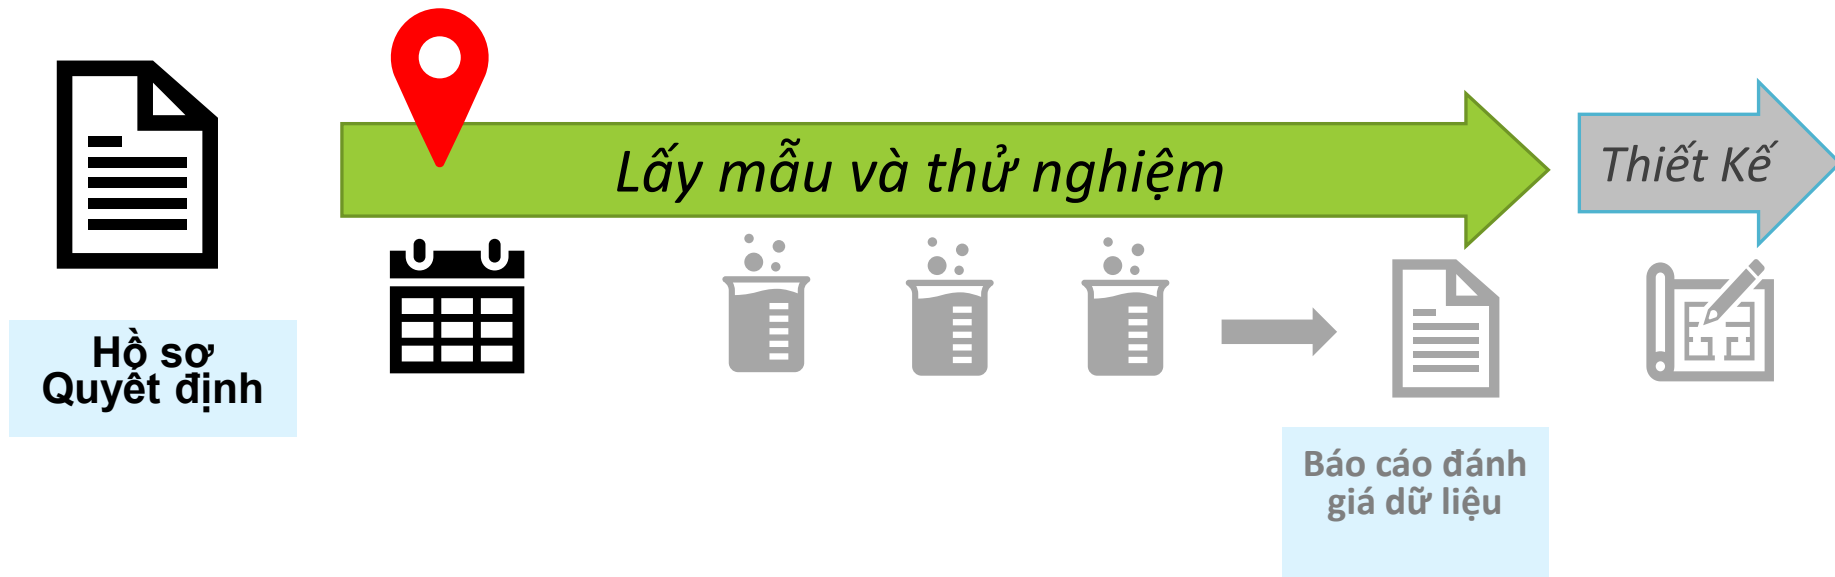 Lấy mẫu và thử nghiệm
Thiết Kế
Hồ sơ
Quyết định
Báo cáo đánh
giá dữ liệu